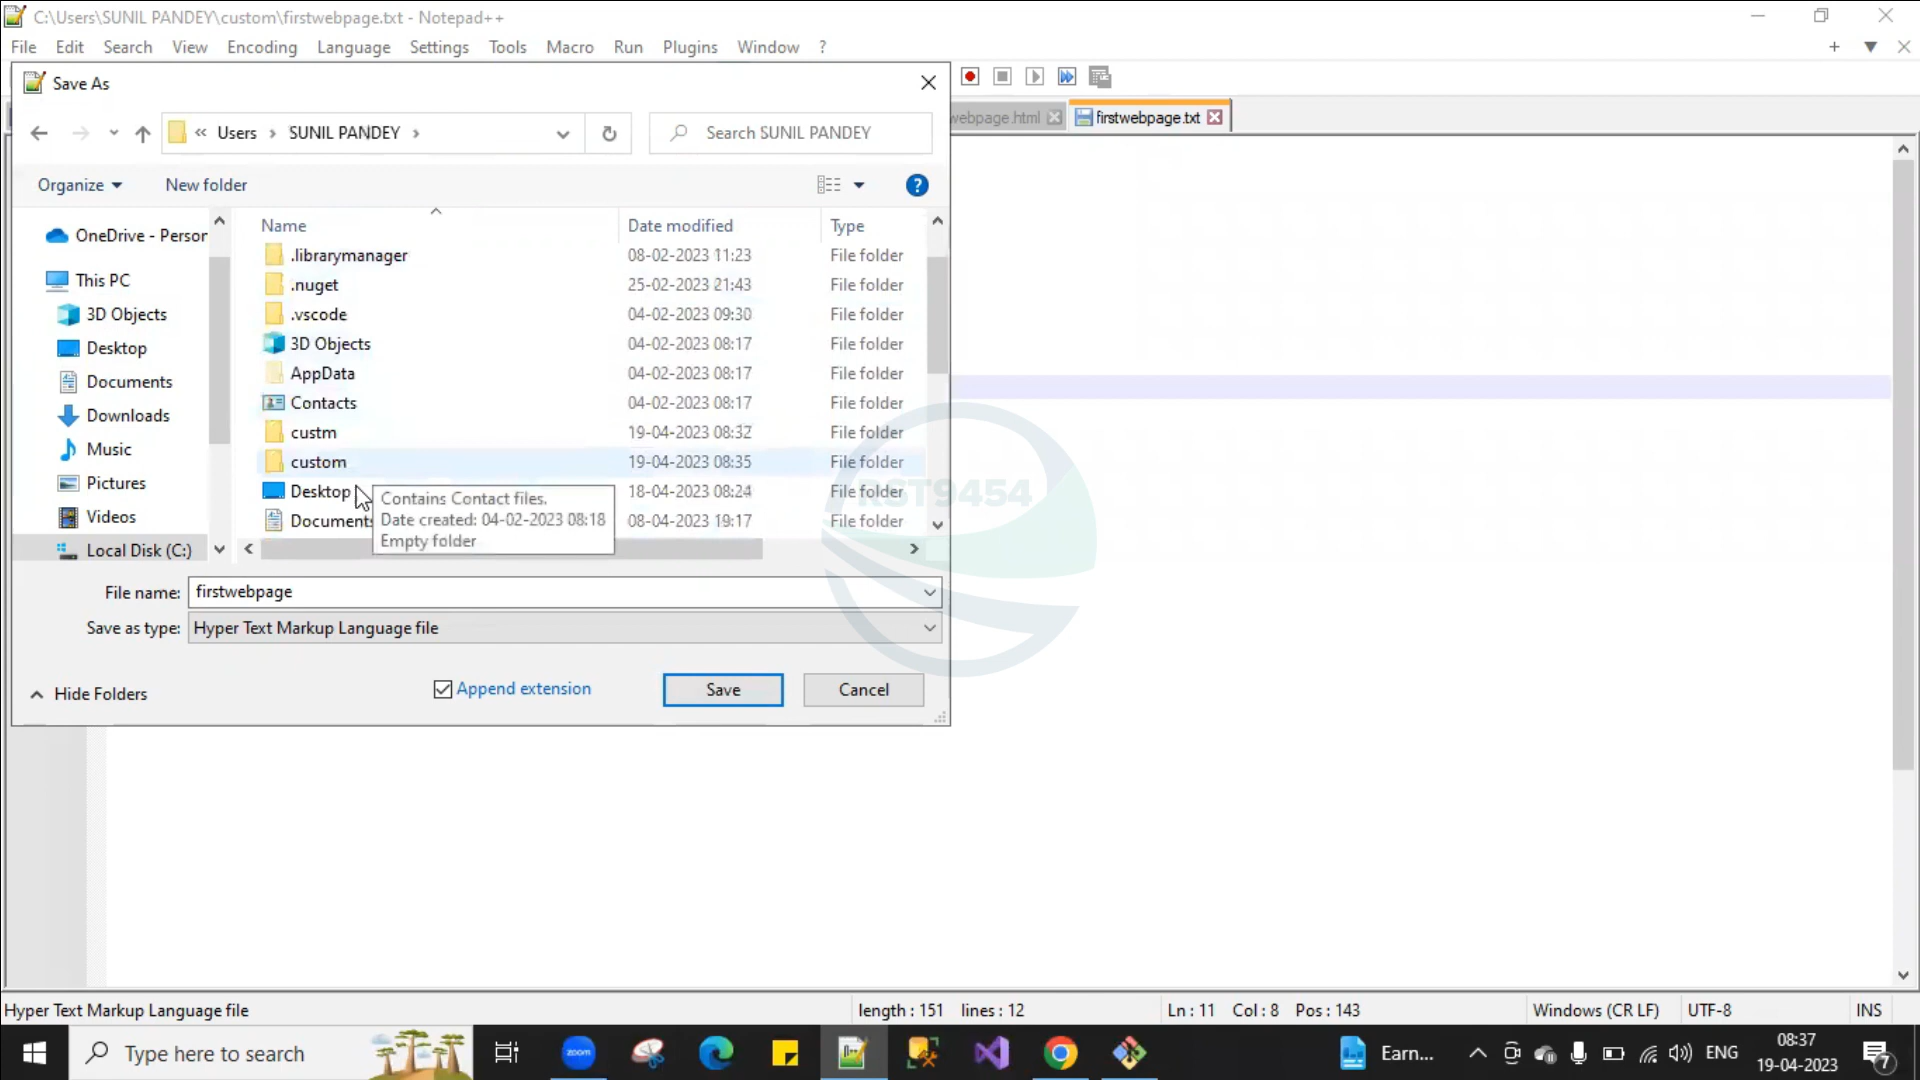 C:\Users\SUNIL PANDEY\custom\firstwebpage.txt - Notepad++
File Edit Search View Encoding Language Settings Tools Macro Run Plugins Window ?
Save As
webpage.html firstwebpage.txt
« Users › SUNIL PANDEY › Search SUNIL PANDEY
Organize New folder
Name Date modified Type
OneDrive - Person
This PC
3D Objects
Desktop
Documents
Downloads
Music
Pictures
Videos
Local Disk (C:)
.librarymanager 08-02-2023 11:23 File folder
.nuget 25-02-2023 21:43 File folder
.vscode 04-02-2023 09:30 File folder
3D Objects 04-02-2023 08:17 File folder
AppData 04-02-2023 08:17 File folder
Contacts 04-02-2023 08:17 File folder
custm 19-04-2023 08:32 File folder
custom 19-04-2023 08:35 File folder
Desktop 18-04-2023 08:24 File folder
Documents 08-04-2023 19:17 File folder
Contains Contact files.
Date created: 04-02-2023 08:18
Empty folder
RST9454
File name: firstwebpage
Save as type: Hyper Text Markup Language file
Hide Folders Append extension Save Cancel
Hyper Text Markup Language file length : 151 lines : 12 Ln : 11 Col : 8 Pos : 143 Windows (CR LF) UTF-8 INS
Type here to search zoom Earn... ENG 08:37
19-04-2023 7